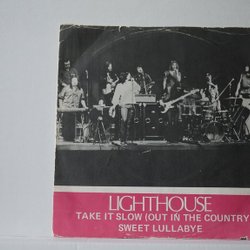 LIGHTHOUSE
TAKE IT SLOW (OUT IN THE COUNTRY
SWEET LULLABYE